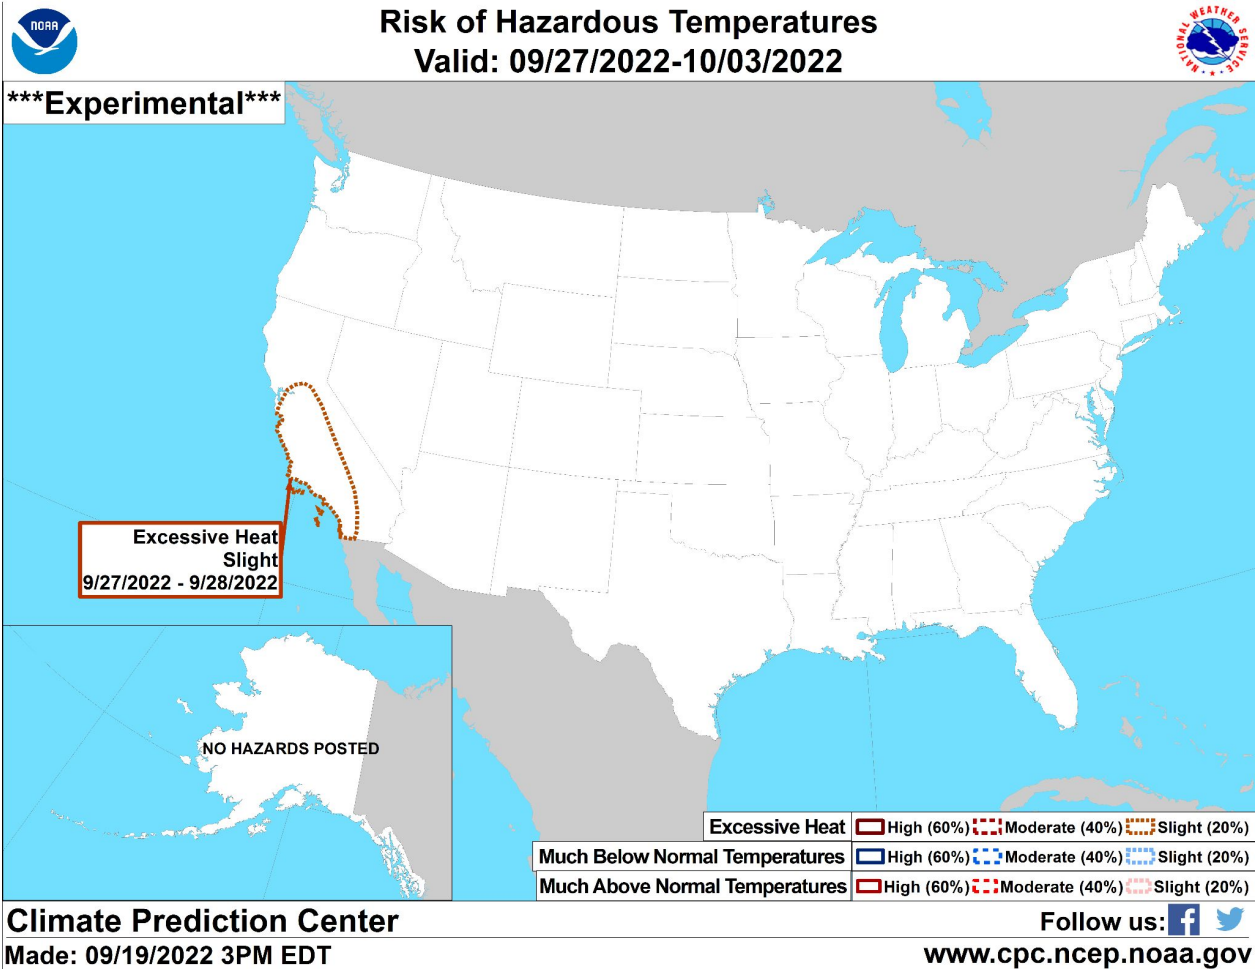 NOAA
Risk of Hazardous Temperatures
Valid: 09/27/2022-10/03/2022
NATIONAL WEATHER SERVICE
***Experimental***
Excessive Heat
Slight
9/27/2022 - 9/28/2022
NO HAZARDS POSTED
Excessive Heat High (60%) Moderate (40%) Slight (20%)
Much Below Normal Temperatures High (60%) Moderate (40%) Slight (20%)
Much Above Normal Temperatures High (60%) Moderate (40%) Slight (20%)
Climate Prediction Center
Follow us:
Made: 09/19/2022 3PM EDT
www.cpc.ncep.noaa.gov